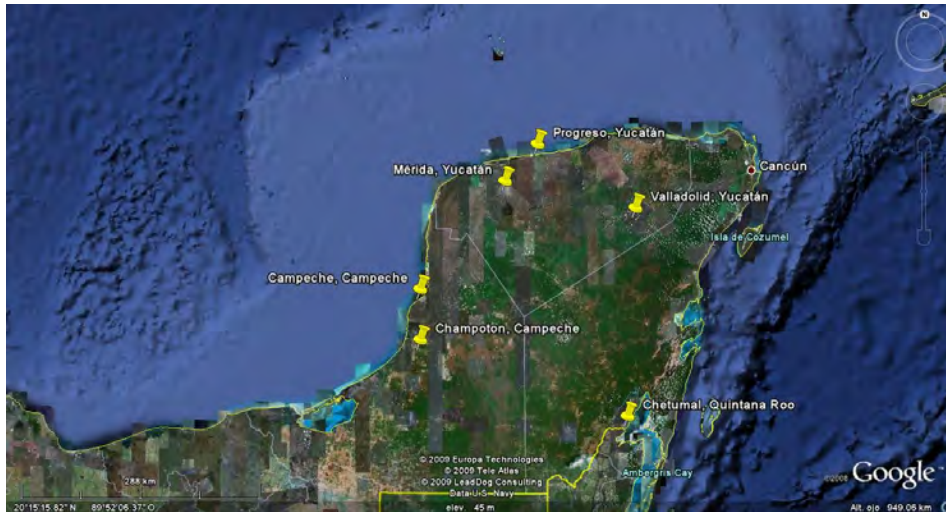 N
Progreso, Yucatán
Mérida, Yucatán
Cancún
Valladolid, Yucatán
Isla de Cozumel
Campeche, Campeche
Champoton, Campeche
Chetumal, Quintana Roo
© 2009 Europa Technologies
© 2009 Tele Atlas
© 2009 LeadDog Consulting
Data U.S. Navy
Ambergris Cay
288 km
©2008 Google
20°15'15.82" N 89°52'06.37" O elev. 45 m Alt. ojo 949.06 km